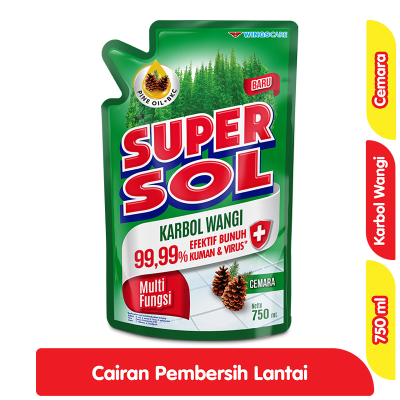 WINGSCARE
PINE OIL+BKC
BARU
SUPER
SOL
KARBOL WANGI
99,99%
EFEKTIF BUNUH
KUMAN & VIRUS*
Multi
Fungsi
CEMARA
Netto
750 mL
Cemara
Karbol Wangi
750 ml
Cairan Pembersih Lantai